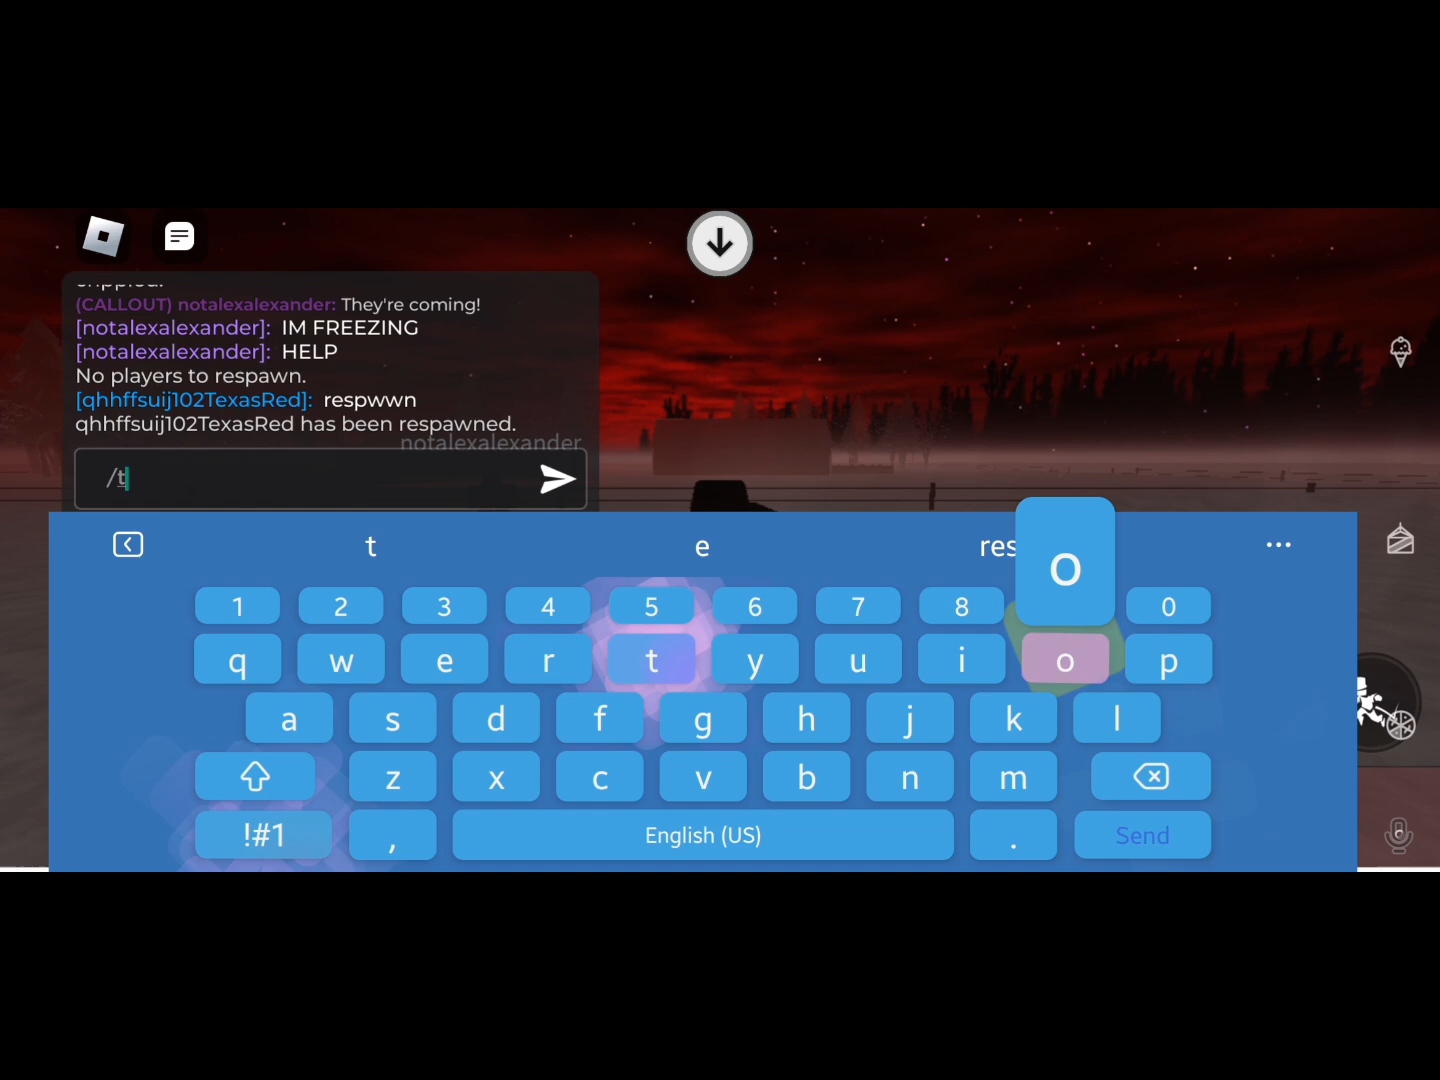 crippled.
(CALLOUT) notalexalexander: They're coming!
[notalexalexander]: IM FREEZING
[notalexalexander]: HELP
No players to respawn.
[qhhffsuij102TexasRed]: respwwn
qhhffsuij102TexasRed has been respawned.
notalexalexander
/t
t e res
o
1 2 3 4 5 6 7 8 0
q w e r t y u i o p
a s d f g h j k l
z x c v b n m
!#1 , English (US) . Send